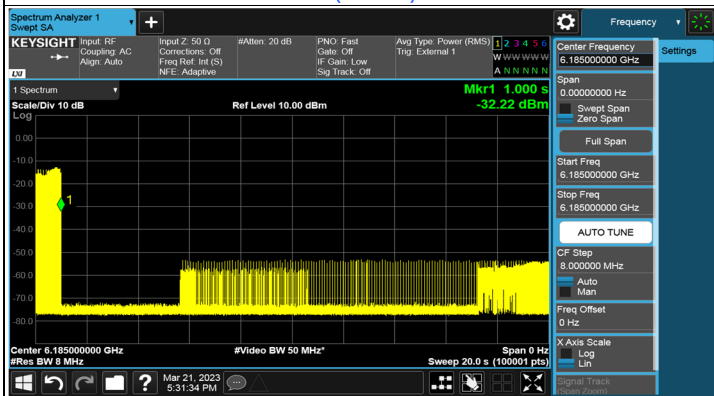 Spectrum Analyzer 1
Swept SA
Frequency
KEYSIGHT
LXI
Input: RF
Coupling: AC
Align: Auto
Input Z: 50 Ω
Corrections: Off
Freq Ref: Int (S)
NFE: Adaptive
#Atten: 20 dB
PNO: Fast
Gate: Off
IF Gain: Low
Sig Track: Off
Avg Type: Power (RMS)
Trig: External 1
1 2 3 4 5 6
W W W W W W
A N N N N N
Center Frequency
6.185000000 GHz
Settings
1 Spectrum
Scale/Div 10 dB
Log
Ref Level 10.00 dBm
Mkr1 1.000 s
-32.22 dBm
0.00
-10.0
-20.0
-30.0
-40.0
-50.0
-60.0
-70.0
-80.0
1
Center 6.185000000 GHz
#Res BW 8 MHz
#Video BW 50 MHz*
Span 0 Hz
Sweep 20.0 s (100001 pts)
Span
0.00000000 Hz
Swept Span
Zero Span
Full Span
Start Freq
6.185000000 GHz
Stop Freq
6.185000000 GHz
AUTO TUNE
CF Step
8.000000 MHz
Auto
Man
Freq Offset
0 Hz
X Axis Scale
Log
Lin
Signal Track
(Span Zoom)
?
Mar 21, 2023
5:31:34 PM